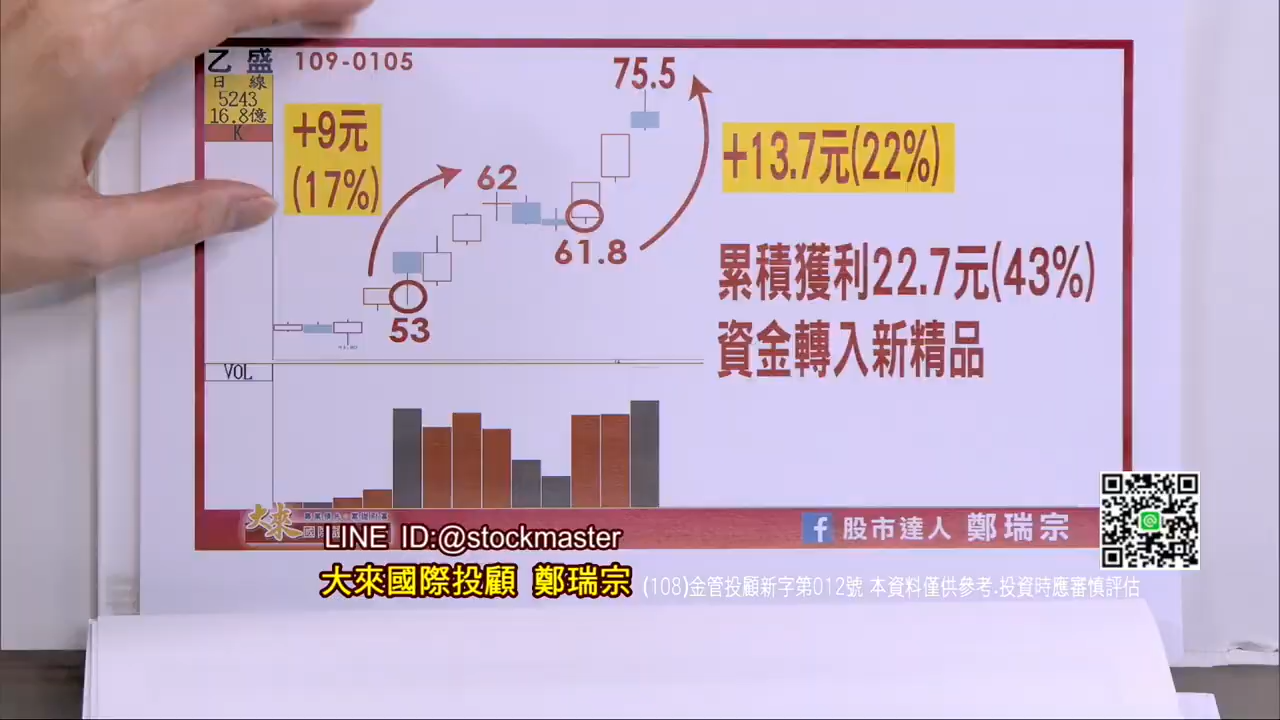 乙盛 109-0105
日線
5243
16.8億
K
+9元
(17%)
62
53
75.5
61.8
+13.7元(22%)
累積獲利22.7元(43%)
資金轉入新精品
VOL
大來
股市達人 鄭瑞宗
LINE ID:@stockmaster
大來國際投顧 鄭瑞宗
(108)金管投顧新字第012號 本資料僅供參考.投資時應審慎評估